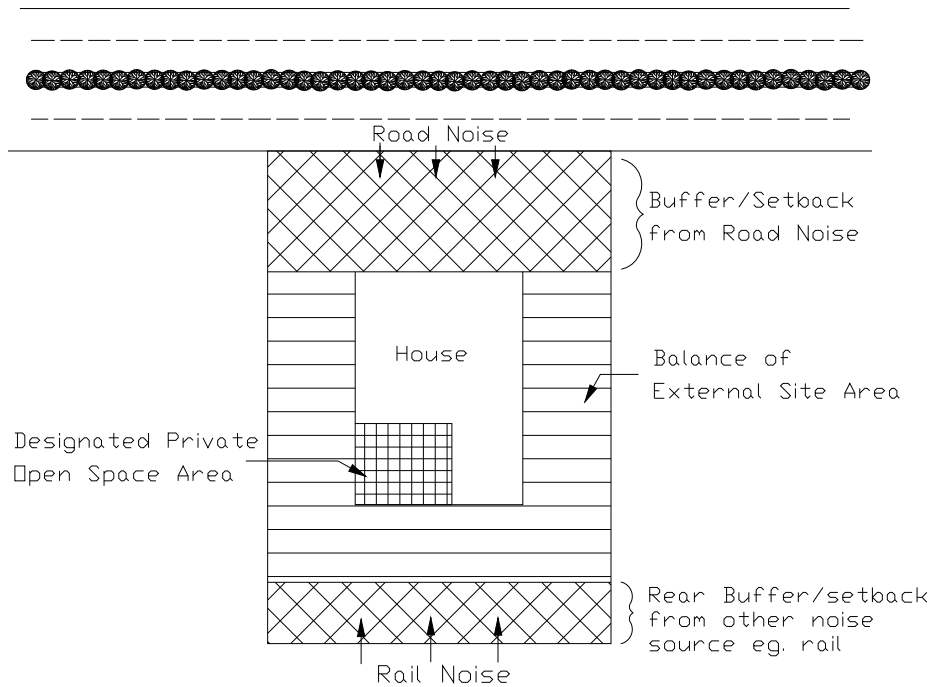 Road Noise
Buffer/Setback
from Road Noise
House
Balance of
External Site Area
Designated Private
Open Space Area
Rear Buffer/setback
from other noise
source eg. rail
Rail Noise